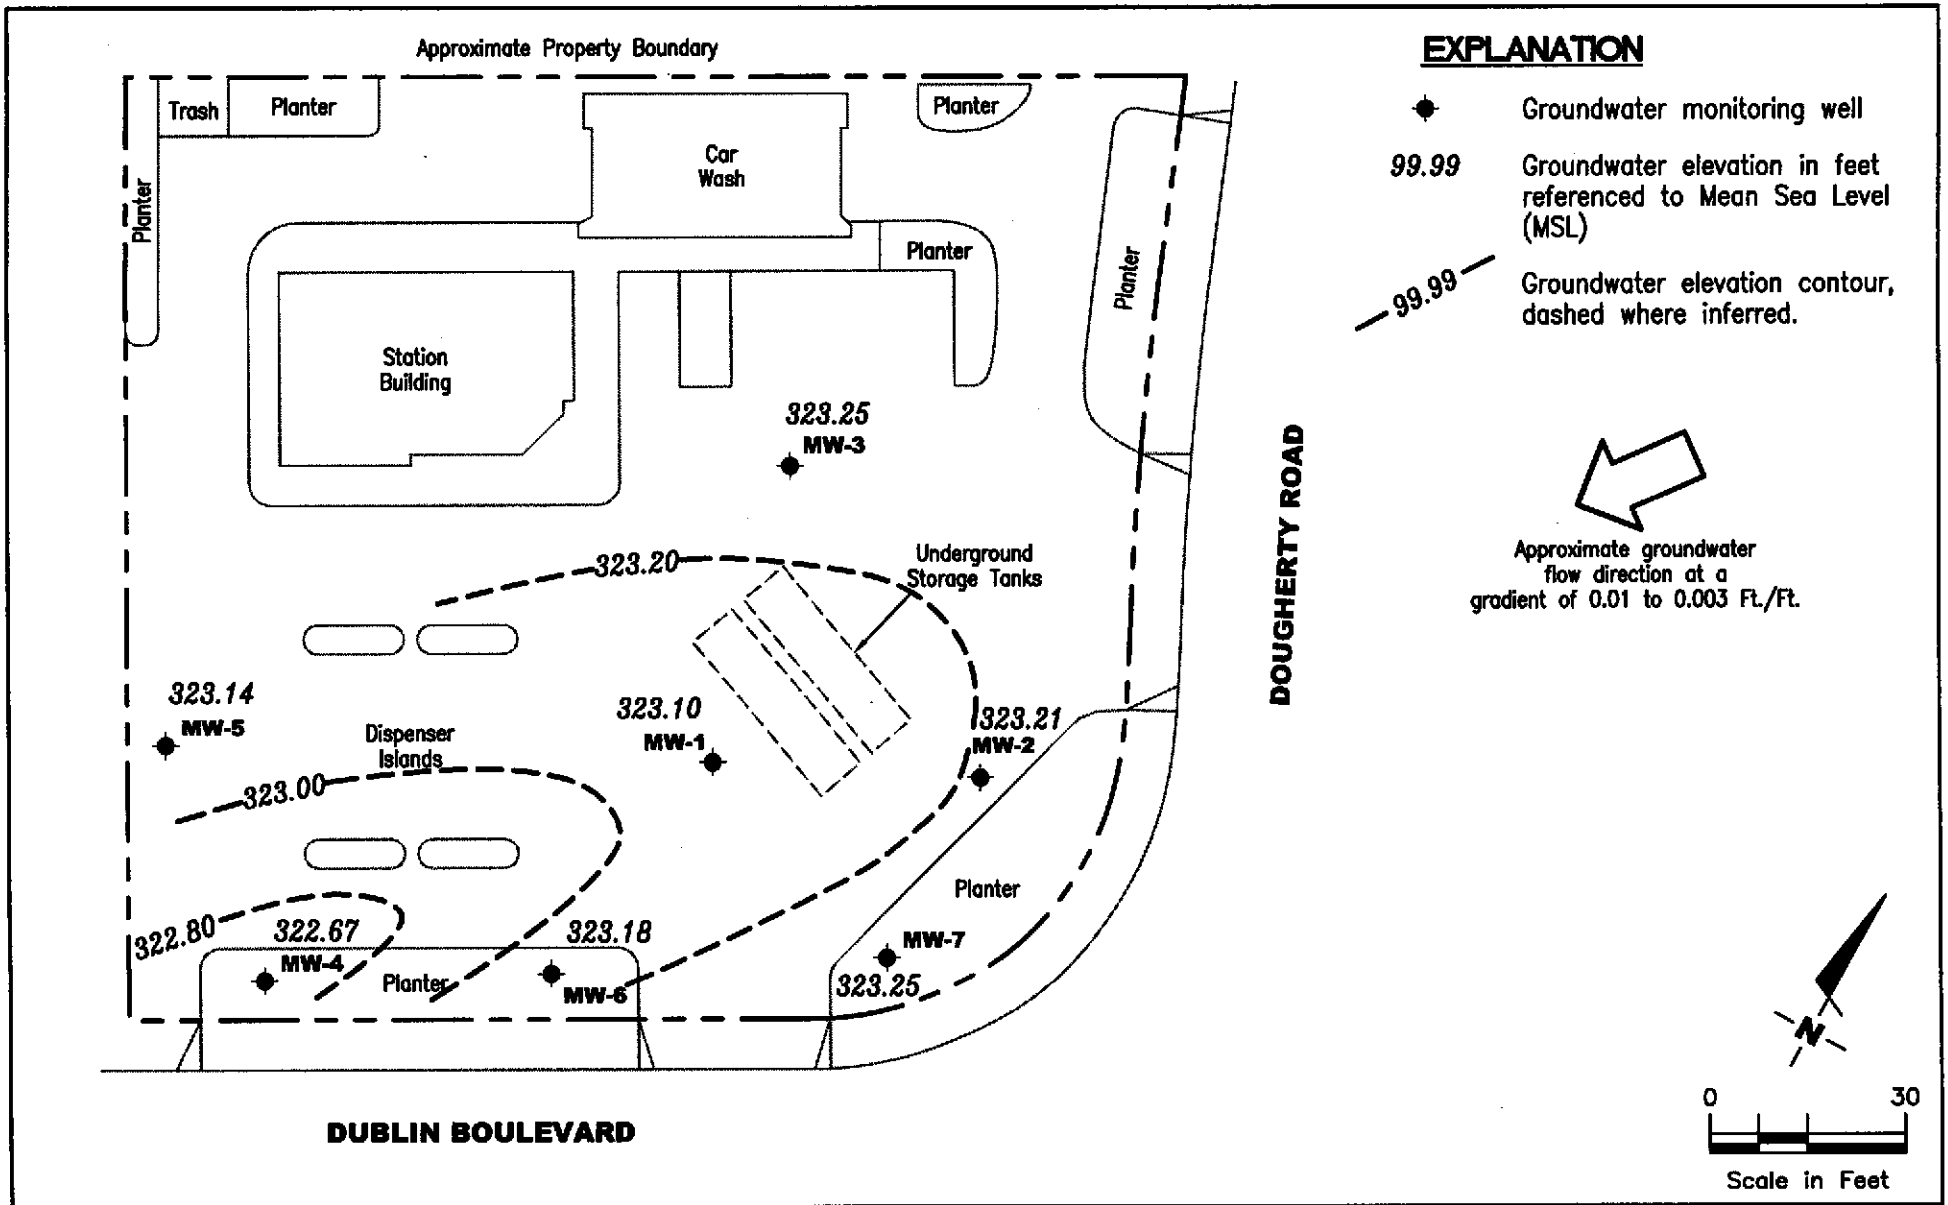 Approximate Property Boundary
Trash
Planter
Car
Wash
Planter
Planter
Planter
Planter
Station
Building
323.25
MW-3
323.20
Underground
Storage Tanks
323.14
MW-5
323.10
MW-1
Dispenser
Islands
323.21
MW-2
323.00
322.80
322.67
MW-4
Planter
323.18
MW-6
Planter
MW-7
323.25
DOUGHERTY ROAD
DUBLIN BOULEVARD
EXPLANATION
Groundwater monitoring well
99.99
Groundwater elevation in feet
referenced to Mean Sea Level
(MSL)
99.99
Groundwater elevation contour,
dashed where inferred.
Approximate groundwater
flow direction at a
gradient of 0.01 to 0.003 Ft./Ft.
N
0 30
Scale in Feet